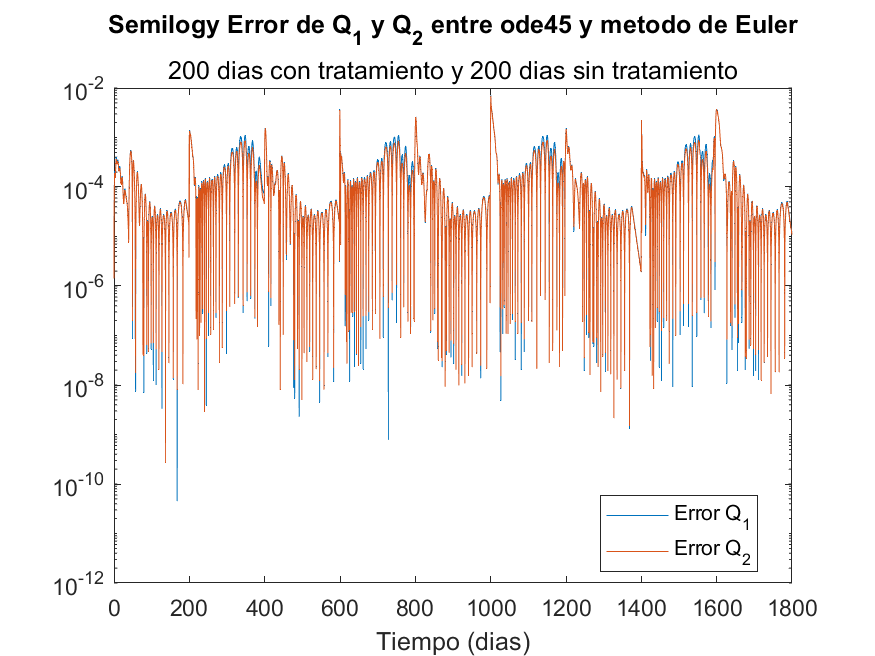 Semilogy Error de Q1 y Q2 entre ode45 y metodo de Euler
200 dias con tratamiento y 200 dias sin tratamiento
10-2
10-4
10-6
10-8
10-10
10-12
Error Q1
Error Q2
0 200 400 600 800 1000 1200 1400 1600 1800
Tiempo (dias)